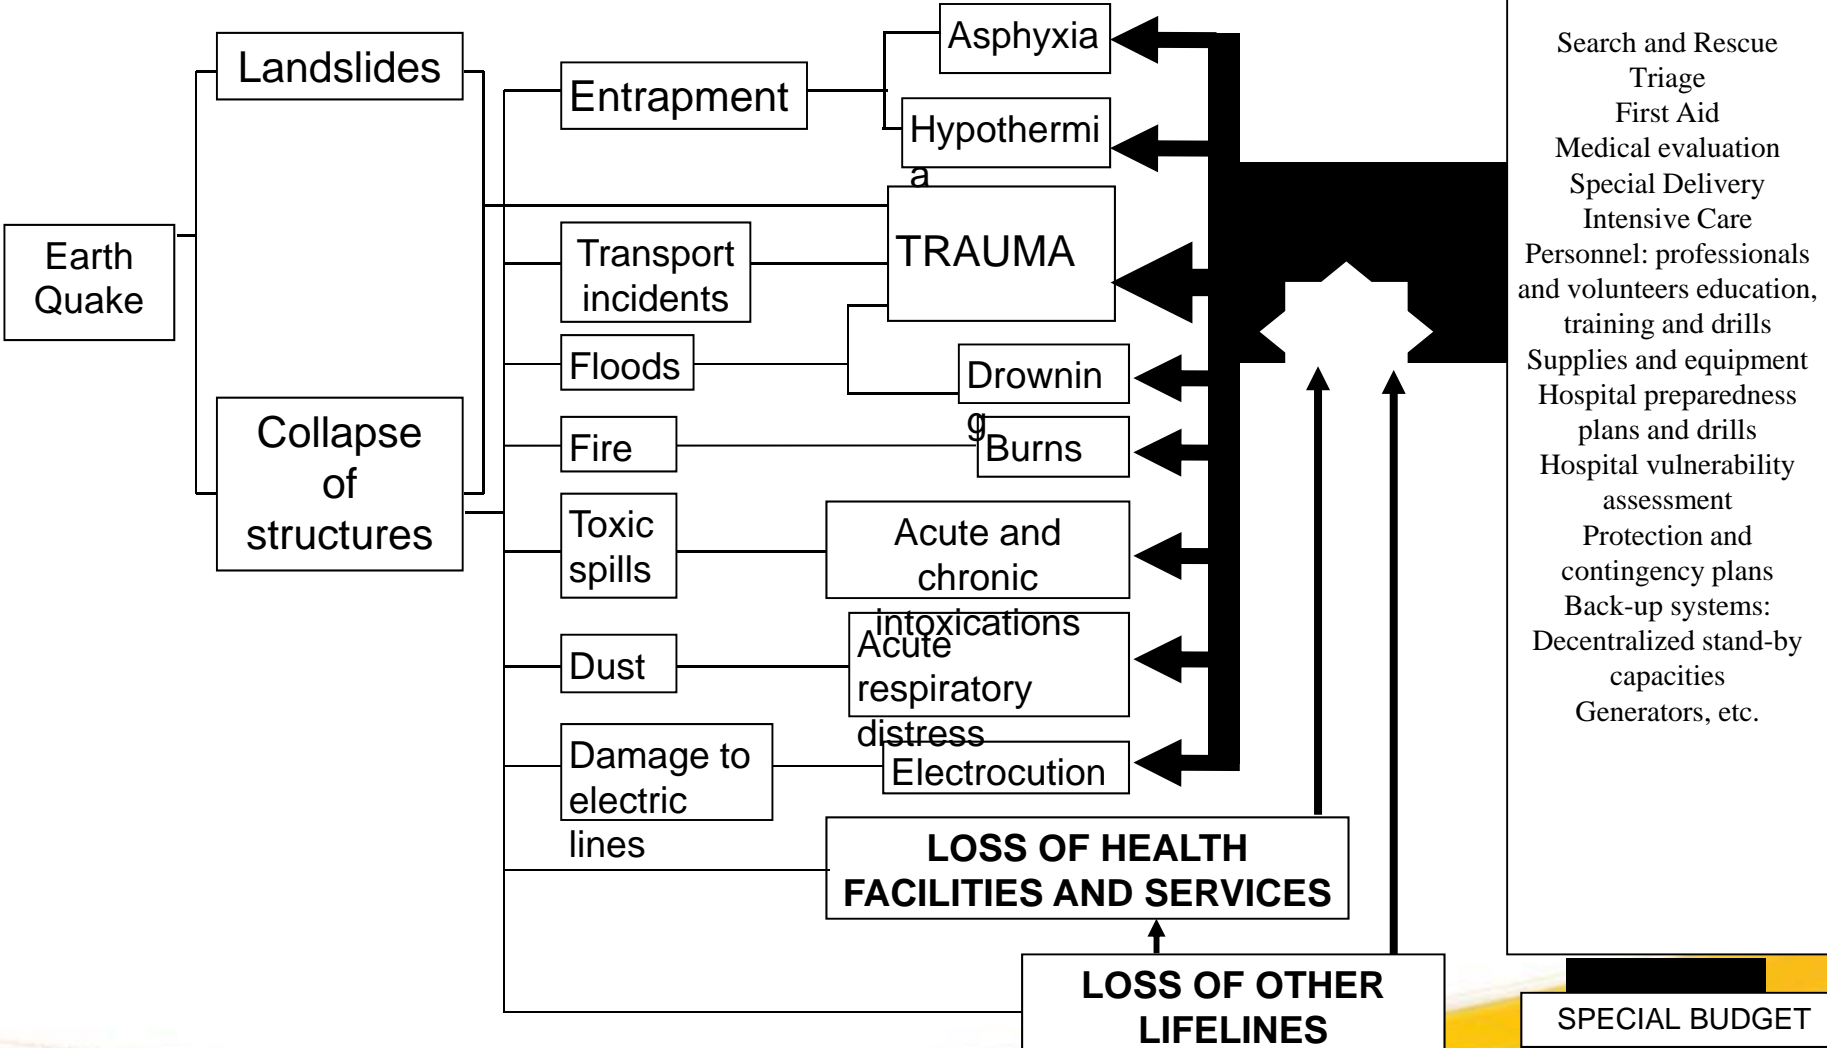 Earth
Quake
Landslides
Collapse
of
structures
Entrapment
Transport
incidents
Floods
Fire
Toxic
spills
Dust
Damage to
electric
lines
Asphyxia
Hypothermi
a
TRAUMA
Drownin
g
Burns
Acute and
chronic
intoxications
Acute
respiratory
distress
Electrocution
LOSS OF HEALTH
FACILITIES AND SERVICES
LOSS OF OTHER
LIFELINES
Search and Rescue
Triage
First Aid
Medical evaluation
Special Delivery
Intensive Care
Personnel: professionals
and volunteers education,
training and drills
Supplies and equipment
Hospital preparedness
plans and drills
Hospital vulnerability
assessment
Protection and
contingency plans
Back-up systems:
Decentralized stand-by
capacities
Generators, etc.
SPECIAL BUDGET